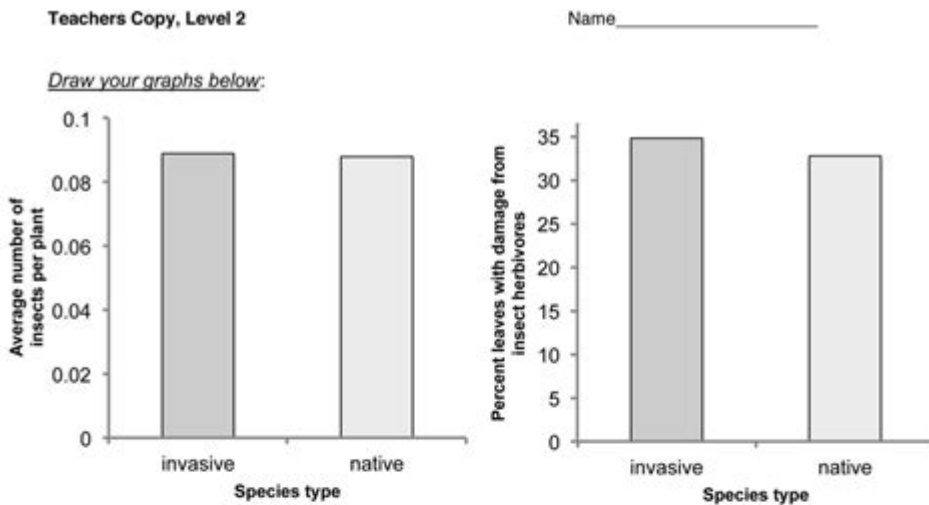 Teachers Copy, Level 2
Name____________________
Draw your graphs below:
Average number of
insects per plant
0.1
0.08
0.06
0.04
0.02
0
invasive
native
Species type
Percent leaves with damage from
insect herbivores
35
30
25
20
15
10
5
0
invasive
native
Species type